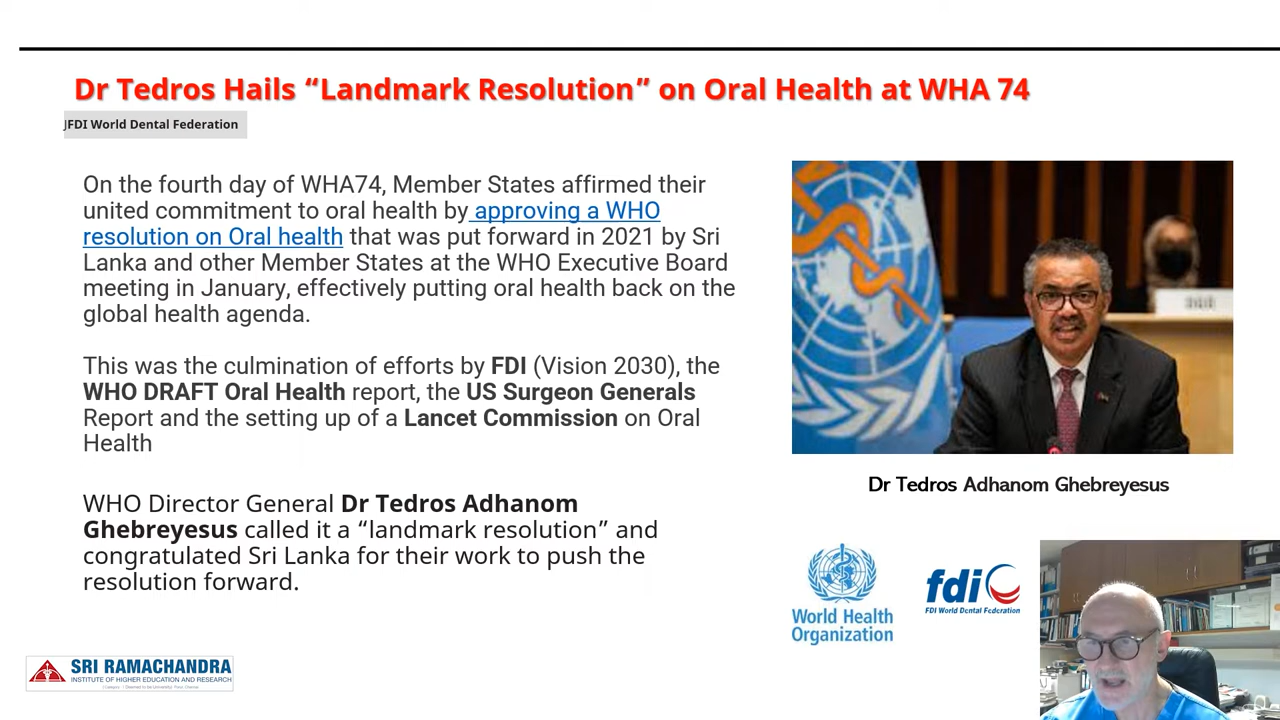 Dr Tedros Hails “Landmark Resolution” on Oral Health at WHA 74
JFDI World Dental Federation
On the fourth day of WHA74, Member States affirmed their
united commitment to oral health by approving a WHO
resolution on Oral health that was put forward in 2021 by Sri
Lanka and other Member States at the WHO Executive Board
meeting in January, effectively putting oral health back on the
global health agenda.
This was the culmination of efforts by FDI (Vision 2030), the
WHO DRAFT Oral Health report, the US Surgeon Generals
Report and the setting up of a Lancet Commission on Oral
Health
WHO Director General Dr Tedros Adhanom
Ghebreyesus called it a “landmark resolution” and
congratulated Sri Lanka for their work to push the
resolution forward.
Dr Tedros Adhanom Ghebreyesus
World Health
Organization
fdi
FDI World Dental Federation
SRI RAMACHANDRA
INSTITUTE OF HIGHER EDUCATION AND RESEARCH